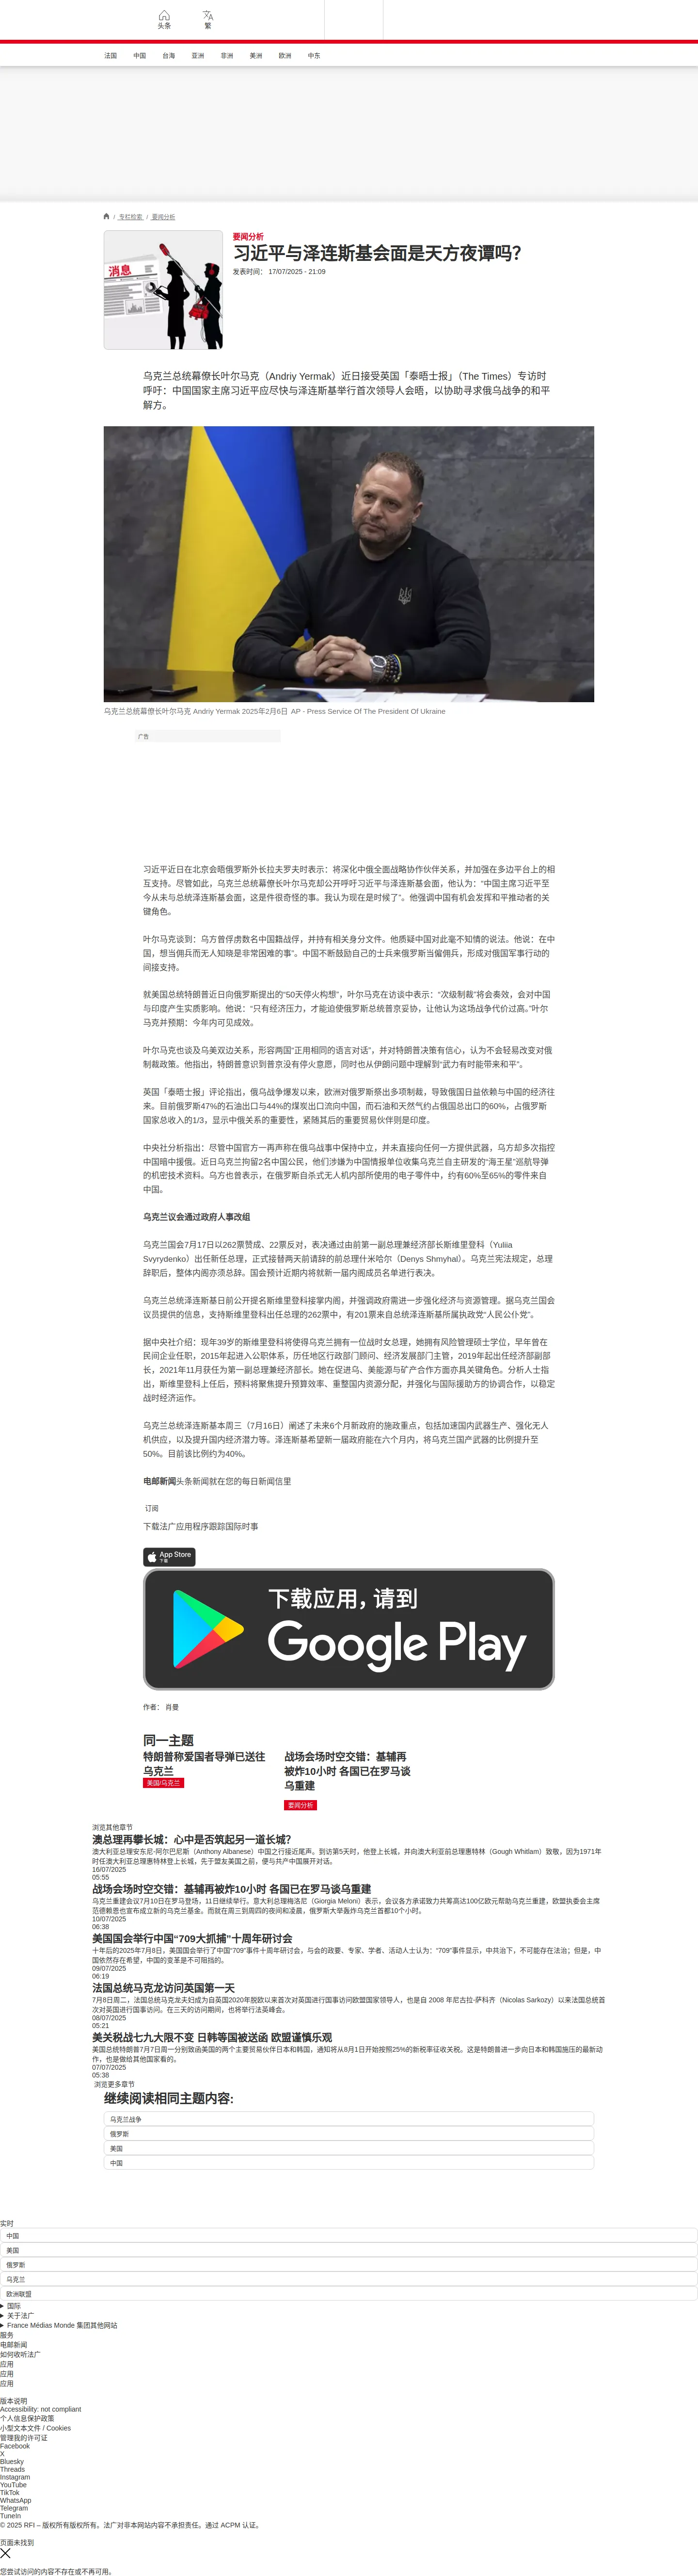 头条
繁
法国
中国
台海
亚洲
非洲
美洲
欧洲
中东
/ 专栏检索 / 要闻分析
消息
要闻分析
习近平与泽连斯基会面是天方夜谭吗？
发表时间： 17/07/2025 - 21:09
乌克兰总统幕僚长叶尔马克（Andriy Yermak）近日接受英国「泰晤士报」（The Times）专访时
呼吁：中国国家主席习近平应尽快与泽连斯基举行首次领导人会晤，以协助寻求俄乌战争的和平
解方。
乌克兰总统幕僚长叶尔马克 Andriy Yermak 2025年2月6日 AP - Press Service Of The President Of Ukraine
广告
习近平近日在北京会晤俄罗斯外长拉夫罗夫时表示：将深化中俄全面战略协作伙伴关系，并加强在多边平台上的相
互支持。尽管如此，乌克兰总统幕僚长叶尔马克却公开呼吁习近平与泽连斯基会面，他认为：“中国主席习近平至
今从未与总统泽连斯基会面，这是件很奇怪的事。我认为现在是时候了”。他强调中国有机会发挥和平推动者的关
键角色。
叶尔马克谈到：乌方曾俘虏数名中国籍战俘，并持有相关身分文件。他质疑中国对此毫不知情的说法。他说：在中
国，想当佣兵而无人知晓是非常困难的事”。中国不断鼓励自己的士兵来俄罗斯当僱佣兵，形成对俄国军事行动的
间接支持。
就美国总统特朗普近日向俄罗斯提出的“50天停火构想”，叶尔马克在访谈中表示：“次级制裁”将会奏效，会对中国
与印度产生实质影响。他说：“只有经济压力，才能迫使俄罗斯总统普京妥协，让他认为这场战争代价过高。”叶尔
马克并预期：今年内可见成效。
叶尔马克也谈及乌美双边关系，形容两国“正用相同的语言对话”，并对特朗普决策有信心，认为不会轻易改变对俄
制裁政策。他指出，特朗普意识到普京没有停火意愿，同时也从伊朗问题中理解到“武力有时能带来和平”。
英国「泰晤士报」评论指出，俄乌战争爆发以来，欧洲对俄罗斯祭出多项制裁，导致俄国日益依赖与中国的经济往
来。目前俄罗斯47%的石油出口与44%的煤炭出口流向中国，而石油和天然气约占俄国总出口的60%，占俄罗斯
国家总收入的1/3，显示中俄关系的重要性，紧随其后的重要贸易伙伴则是印度。
中央社分析指出：尽管中国官方一再声称在俄乌战事中保持中立，并未直接向任何一方提供武器，乌方却多次指控
中国暗中援俄。近日乌克兰拘留2名中国公民，他们涉嫌为中国情报单位收集乌克兰自主研发的“海王星”巡航导弹
的机密技术资料。乌方也曾表示，在俄罗斯自杀式无人机内部所使用的电子零件中，约有60%至65%的零件来自
中国。
乌克兰议会通过政府人事改组
乌克兰国会7月17日以262票赞成、22票反对，表决通过由前第一副总理兼经济部长斯维里登科（Yuliia
Svyrydenko）出任新任总理，正式接替两天前请辞的前总理什米哈尔（Denys Shmyhal）。乌克兰宪法规定，总理
辞职后，整体内阁亦须总辞。国会预计近期内将就新一届内阁成员名单进行表决。
乌克兰总统泽连斯基日前公开提名斯维里登科接掌内阁，并强调政府需进一步强化经济与资源管理。据乌克兰国会
议员提供的信息，支持斯维里登科出任总理的262票中，有201票来自总统泽连斯基所属执政党“人民公仆党”。
据中央社介绍：现年39岁的斯维里登科将使得乌克兰拥有一位战时女总理，她拥有风险管理硕士学位，早年曾在
民间企业任职，2015年起进入公职体系，历任地区行政部门顾问、经济发展部门主管，2019年起出任经济部副部
长，2021年11月获任为第一副总理兼经济部长。她在促进乌、美能源与矿产合作方面亦具关键角色。分析人士指
出，斯维里登科上任后，预料将聚焦提升预算效率、重整国内资源分配，并强化与国际援助方的协调合作，以稳定
战时经济运作。
乌克兰总统泽连斯基本周三（7月16日）阐述了未来6个月新政府的施政重点，包括加速国内武器生产、强化无人
机供应，以及提升国内经济潜力等。泽连斯基希望新一届政府能在六个月内，将乌克兰国产武器的比例提升至
50%。目前该比例约为40%。
电邮新闻头条新闻就在您的每日新闻信里
订阅
下载法广应用程序跟踪国际时事
App Store
下载
下载应用，请到
Google Play
作者： 肖曼
同一主题
特朗普称爱国者导弹已送往
乌克兰
美国/乌克兰
战场会场时空交错：基辅再
被炸10小时 各国已在罗马谈
乌重建
要闻分析
浏览其他章节
澳总理再攀长城：心中是否筑起另一道长城？
澳大利亚总理安东尼-阿尔巴尼斯（Anthony Albanese）中国之行接近尾声。到访第5天时，他登上长城，并向澳大利亚前总理惠特林（Gough Whitlam）致敬，因为1971年
时任澳大利亚总理惠特林登上长城，先于盟友美国之前，便与共产中国展开对话。
16/07/2025
05:55
战场会场时空交错：基辅再被炸10小时 各国已在罗马谈乌重建
乌克兰重建会议7月10日在罗马登场，11日继续举行。意大利总理梅洛尼（Giorgia Meloni）表示，会议各方承诺致力共筹高达100亿欧元帮助乌克兰重建，欧盟执委会主席
范德赖恩也宣布成立新的乌克兰基金。而就在周三到周四的夜间和凌晨，俄罗斯大举轰炸乌克兰首都10个小时。
10/07/2025
06:38
美国国会举行中国“709大抓捕”十周年研讨会
十年后的2025年7月8日，美国国会举行了中国“709”事件十周年研讨会，与会的政要、专家、学者、活动人士认为：“709”事件显示，中共治下，不可能存在法治；但是，中
国依然存在希望，中国的变革是不可阻挡的。
09/07/2025
06:19
法国总统马克龙访问英国第一天
7月8日周二，法国总统马克龙夫妇成为自英国2020年脱欧以来首次对英国进行国事访问欧盟国家领导人，也是自 2008 年尼古拉-萨科齐（Nicolas Sarkozy）以来法国总统首
次对英国进行国事访问。在三天的访问期间，也将举行法英峰会。
08/07/2025
05:21
美关税战七九大限不变 日韩等国被送函 欧盟谨慎乐观
美国总统特朗普7月7日周一分别致函美国的两个主要贸易伙伴日本和韩国，通知将从8月1日开始按照25%的新税率征收关税。这是特朗普进一步向日本和韩国施压的最新动
作，也是做给其他国家看的。
07/07/2025
05:38
浏览更多章节
继续阅读相同主题内容:
乌克兰战争
俄罗斯
美国
中国
实时
中国
美国
俄罗斯
乌克兰
欧洲联盟
国际
关于法广
France Médias Monde 集团其他网站
服务
电邮新闻
如何收听法广
应用
应用
应用
版本说明
Accessibility: not compliant
个人信息保护政策
小型文本文件 / Cookies
管理我的许可证
Facebook
X
Bluesky
Threads
Instagram
YouTube
TikTok
WhatsApp
Telegram
TuneIn
© 2025 RFI – 版权所有版权所有。法广对非本网站内容不承担责任。通过 ACPM 认证。
页面未找到
您尝试访问的内容不存在或不再可用。